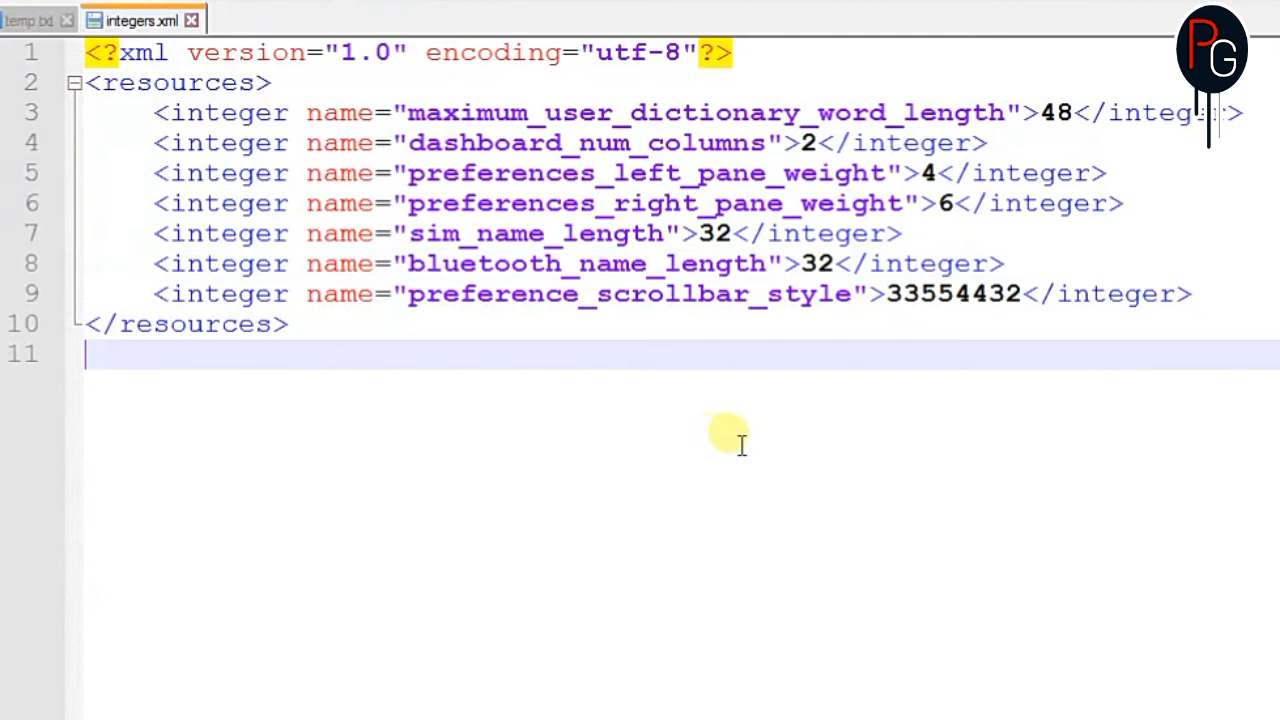 temp.txt
integers.xml
PG
1 <?xml version="1.0" encoding="utf-8"?>
2 <resources>
3 <integer name="maximum_user_dictionary_word_length">48</integer>
4 <integer name="dashboard_num_columns">2</integer>
5 <integer name="preferences_left_pane_weight">4</integer>
6 <integer name="preferences_right_pane_weight">6</integer>
7 <integer name="sim_name_length">32</integer>
8 <integer name="bluetooth_name_length">32</integer>
9 <integer name="preference_scrollbar_style">33554432</integer>
10 </resources>
11